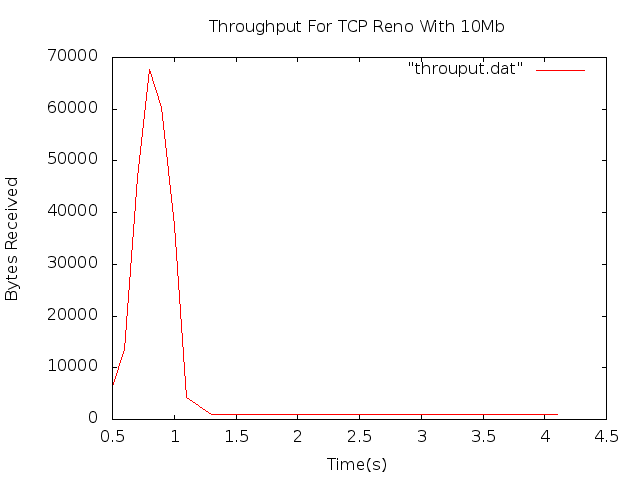 Throughput For TCP Reno With 10Mb
"throuput.dat"
70000
60000
50000
40000
30000
20000
10000
0
Bytes Received
0.5 1 1.5 2 2.5 3 3.5 4 4.5
Time(s)